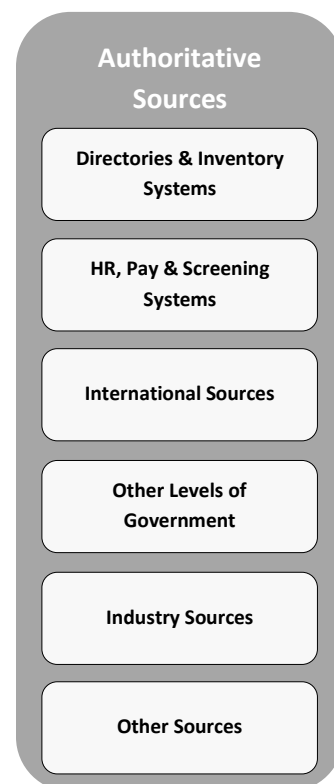 Authoritative
Sources
Directories & Inventory
Systems
HR, Pay & Screening
Systems
International Sources
Other Levels of
Government
Industry Sources
Other Sources